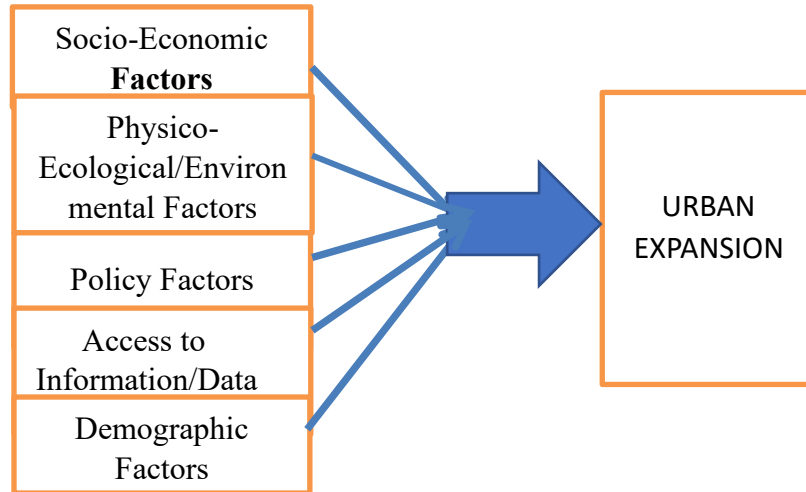 Socio-Economic
Factors
Physico-
Ecological/Environ
mental Factors
Policy Factors
Access to
Information/Data
Demographic
Factors
URBAN
EXPANSION